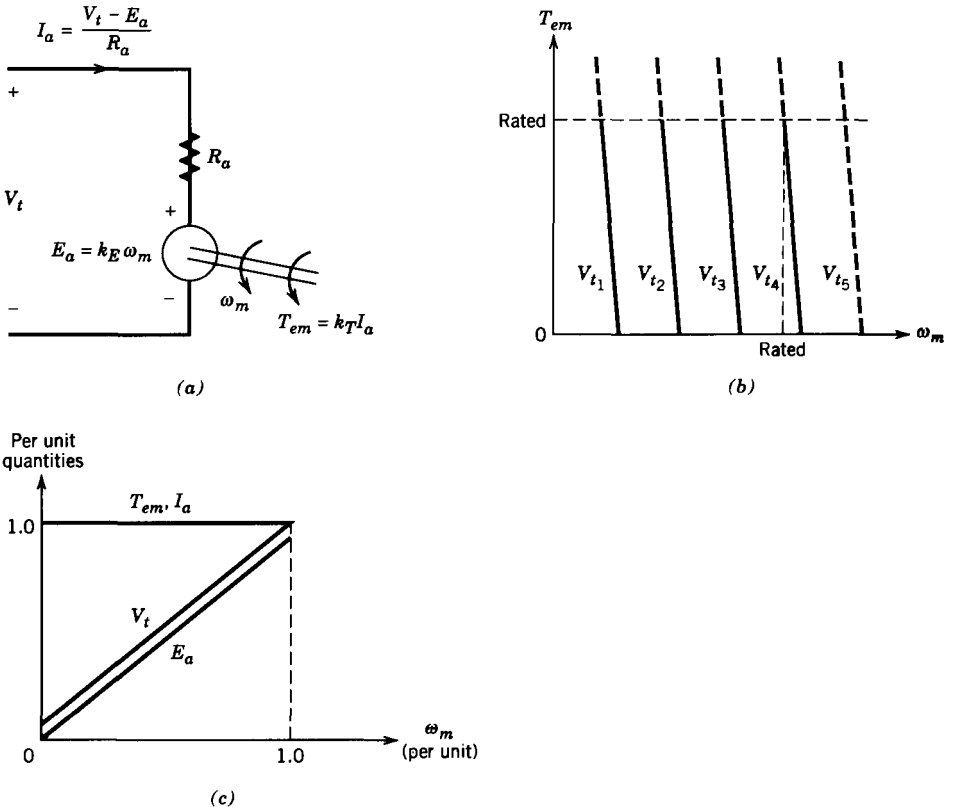 I_a = \frac{V_t - E_a}{R_a}
+
V_t
−
R_a
+
E_a = k_E ω_m
−
ω_m
T_em = k_T I_a
(a)
T_em
Rated
V_t1 V_t2 V_t3 V_t4 V_t5
0
ω_m
Rated
(b)
Per unit
quantities
T_em, I_a
1.0
V_t
E_a
ω_m
(per unit)
0
1.0
(c)